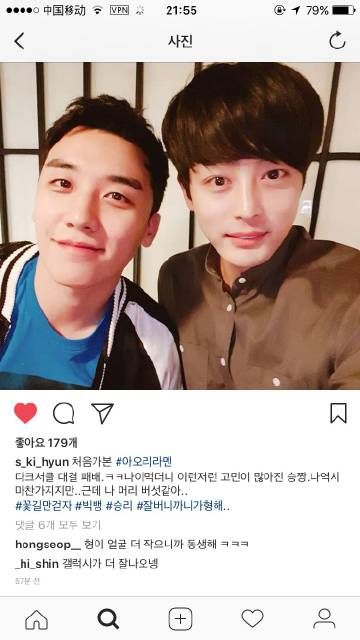 中国移动 VPN 21:55 79%
사진
좋아요 179개
s_ki_hyun 처음가본 #아오리라멘
다크서클 대결 패배.ㅋㅋ나이먹더니 이런저런 고민이 많아진 승짱.나역시
마찬가지지만..근데 나 머리 버섯같아..
#꽃길만걷자 #빅뱅 #승리 #잘버니까니가형해..
댓글 6개 모두 보기
hongseop__ 형이 얼굴 더 작으니까 동생해 ㅋㅋㅋ
_hi_shin 갤럭시가 더 잘나오넹
57분 전